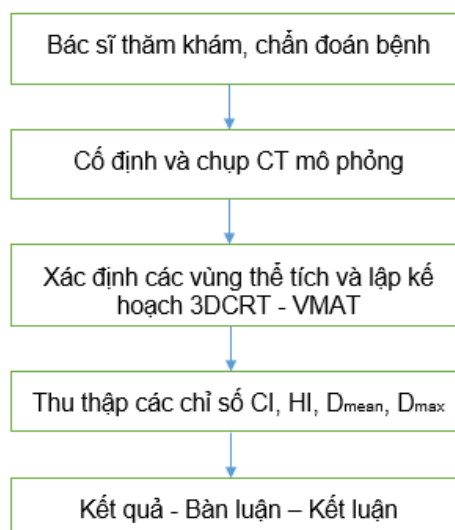 Bác sĩ thăm khám, chẩn đoán bệnh
Cố định và chụp CT mô phỏng
Xác định các vùng thể tích và lập kế
hoạch 3DCRT - VMAT
Thu thập các chỉ số CI, HI, Dmean, Dmax
Kết quả - Bàn luận – Kết luận